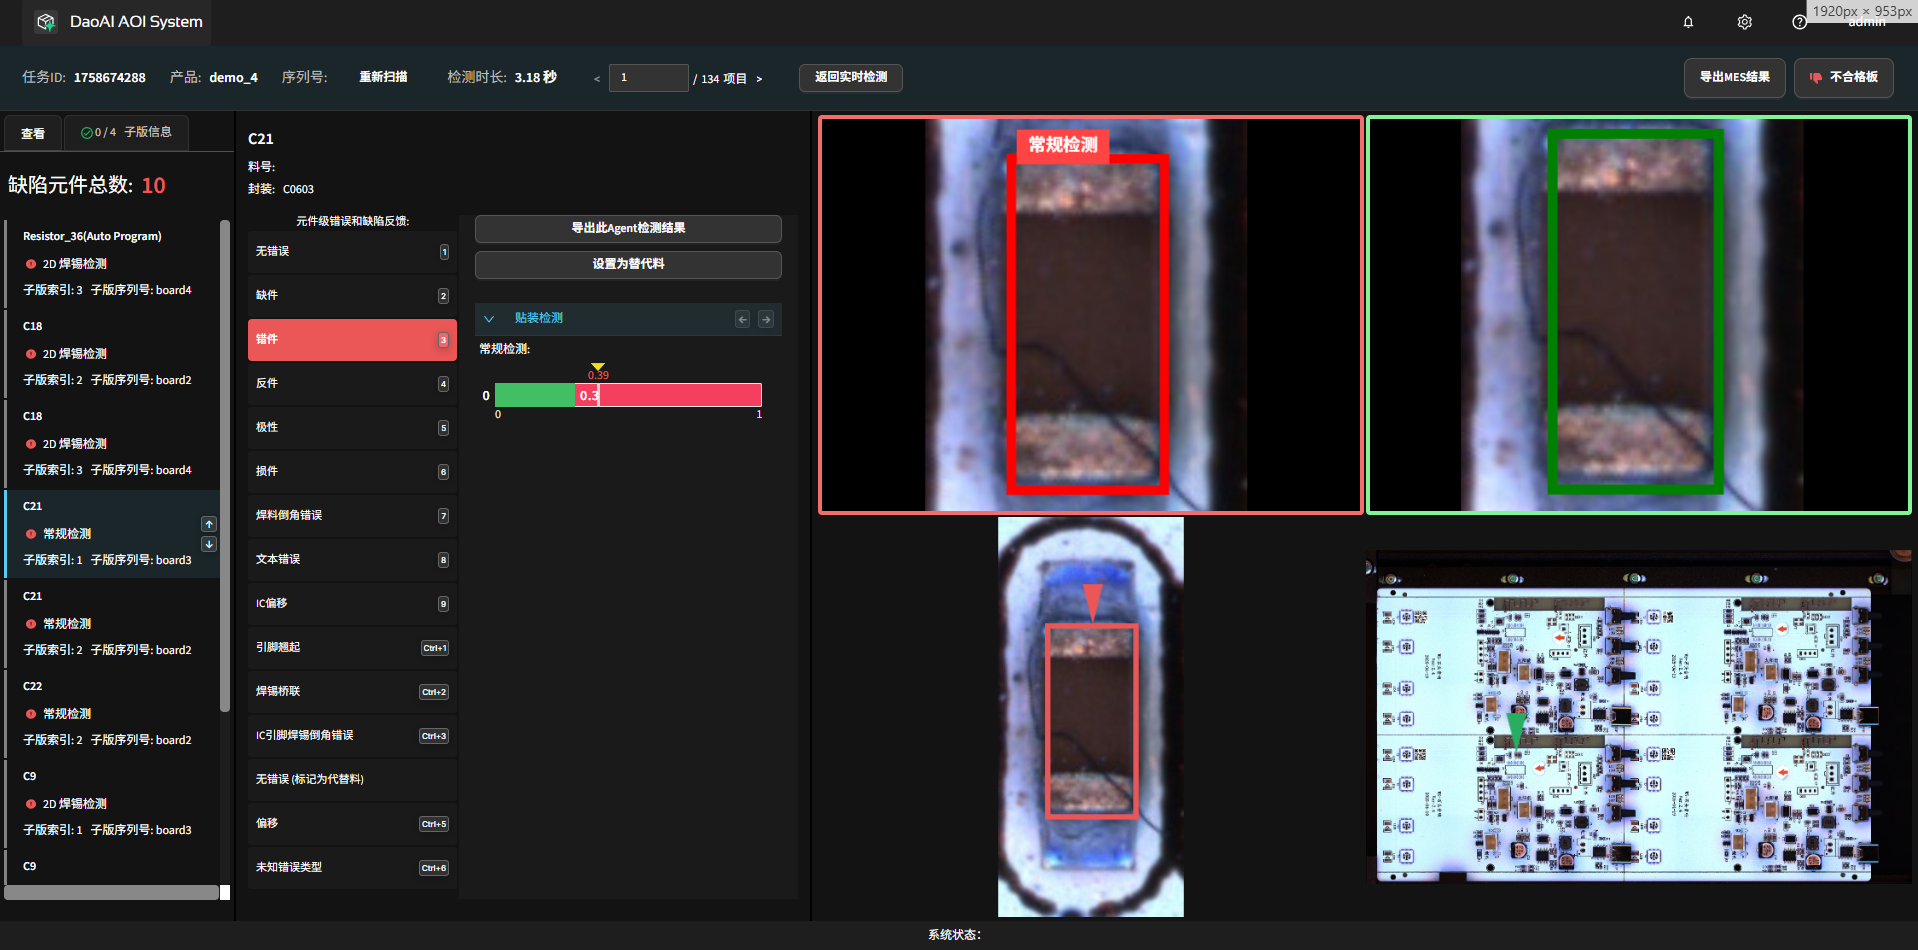 DaoAI AOI System
1920px × 953px
admin
任务ID: 1758674288 产品: demo_4 序列号: 重新扫描 检测时长: 3.18 秒 < 1 / 134 项目 > 返回实时检测 导出MES结果 不合格板
查看 0 / 4 子版信息
缺陷元件总数: 10
Resistor_36(Auto Program)
2D 焊锡检测
子版索引: 3 子版序列号: board4
C18
2D 焊锡检测
子版索引: 2 子版序列号: board2
C18
2D 焊锡检测
子版索引: 3 子版序列号: board4
C21
常规检测
子版索引: 1 子版序列号: board3
C21
常规检测
子版索引: 2 子版序列号: board2
C22
常规检测
子版索引: 2 子版序列号: board2
C9
2D 焊锡检测
子版索引: 1 子版序列号: board3
C9
C21
料号:
封装: C0603
元件级错误和缺陷反馈:
无错误 1
缺件 2
错件 3
反件 4
极性 5
损件 6
焊料倒角错误 7
文本错误 8
IC偏移 9
引脚翘起 Ctrl+1
焊锡桥联 Ctrl+2
IC引脚焊锡倒角错误 Ctrl+3
无错误 (标记为代替料)
偏移 Ctrl+5
未知错误类型 Ctrl+6
导出此Agent检测结果
设置为替代料
贴装检测
常规检测:
0.39
0 0.3
0 1
常规检测
系统状态: